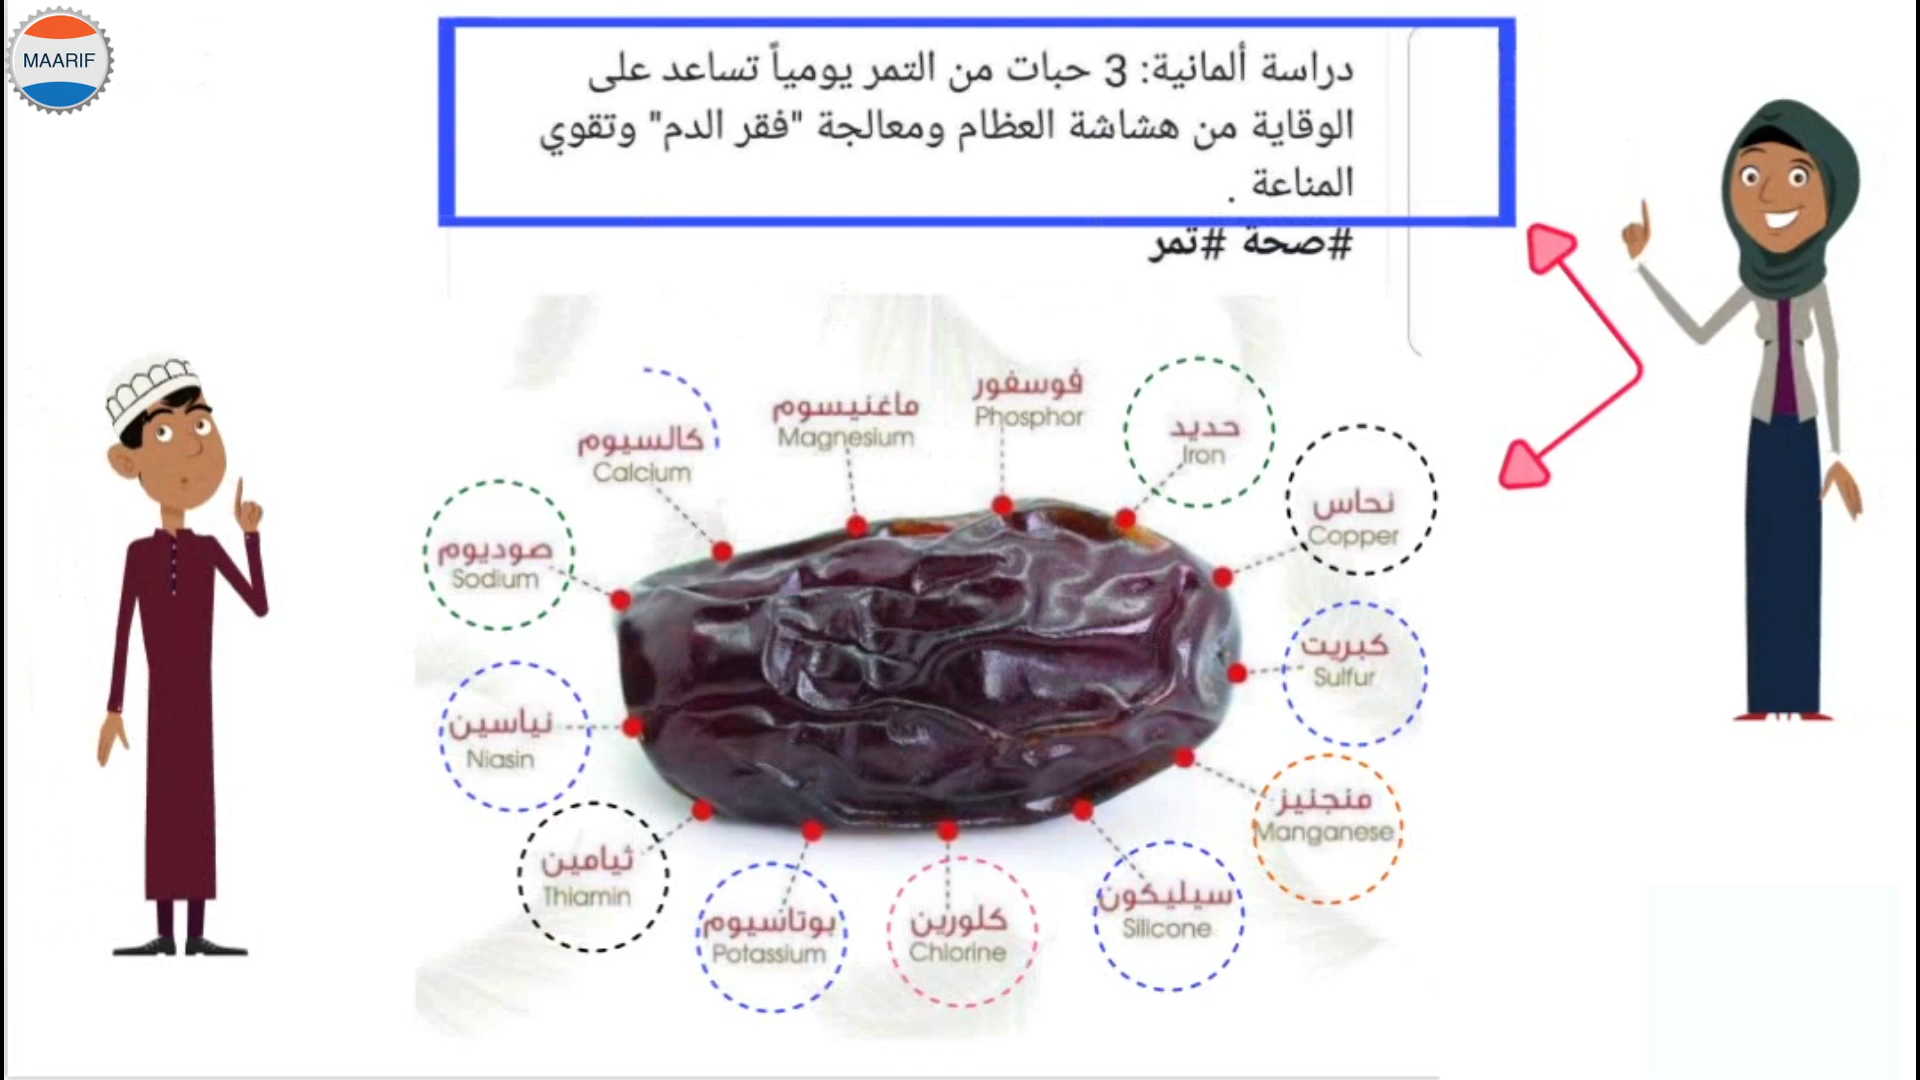 MAARIF
دراسة ألمانية: 3 حبات من التمر يومياً تساعد على
الوقاية من هشاشة العظام ومعالجة "فقر الدم" وتقوي
المناعة .
#صحة #تمر
فوسفور
Phosphor
ماغنيسوم
Magnesium
حديد
Iron
كالسيوم
Calcium
نحاس
Copper
صوديوم
Sodium
كبريت
Sulfur
نياسين
Niasin
منجنيز
Manganese
ثيامين
Thiamin
سيليكون
Silicone
بوتاسيوم
Potassium
كلورين
Chlorine